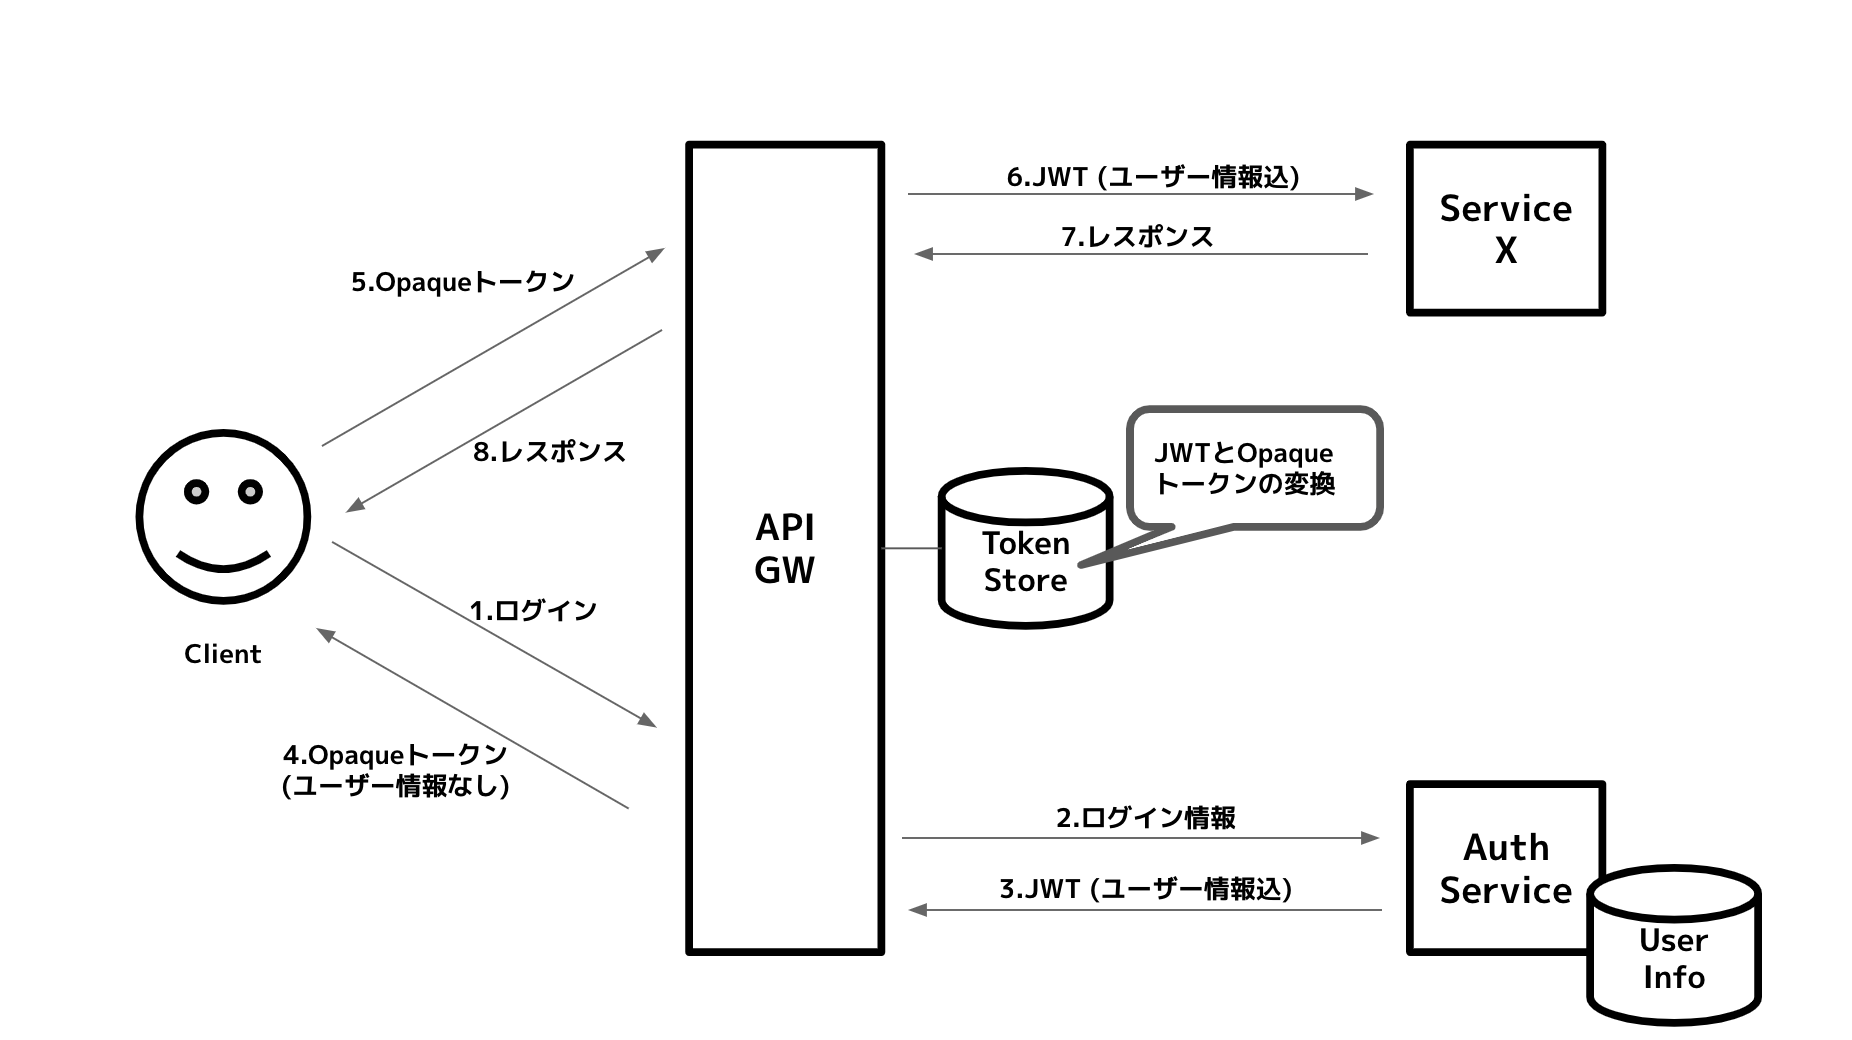 6.JWT (ユーザー情報込)
7.レスポンス
Service
X
5.Opaqueトークン
8.レスポンス
JWTとOpaque
トークンの変換
API
GW
Token
Store
1.ログイン
Client
4.Opaqueトークン
(ユーザー情報なし)
2.ログイン情報
3.JWT (ユーザー情報込)
Auth
Service
User
Info